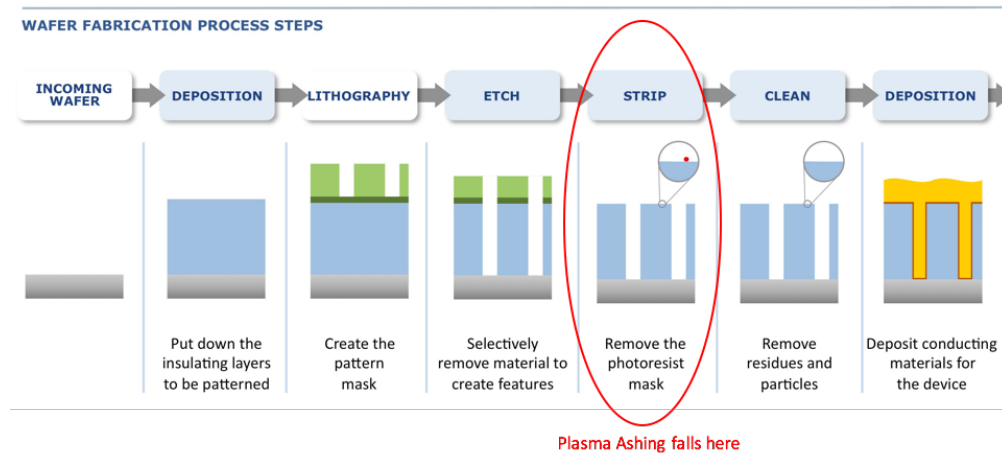 WAFER FABRICATION PROCESS STEPS
INCOMING
WAFER
DEPOSITION
LITHOGRAPHY
ETCH
STRIP
CLEAN
DEPOSITION
Put down the
insulating layers
to be patterned
Create the
pattern
mask
Selectively
remove material to
create features
Remove the
photoresist
mask
Remove
residues and
particles
Deposit conducting
materials for
the device
Plasma Ashing falls here